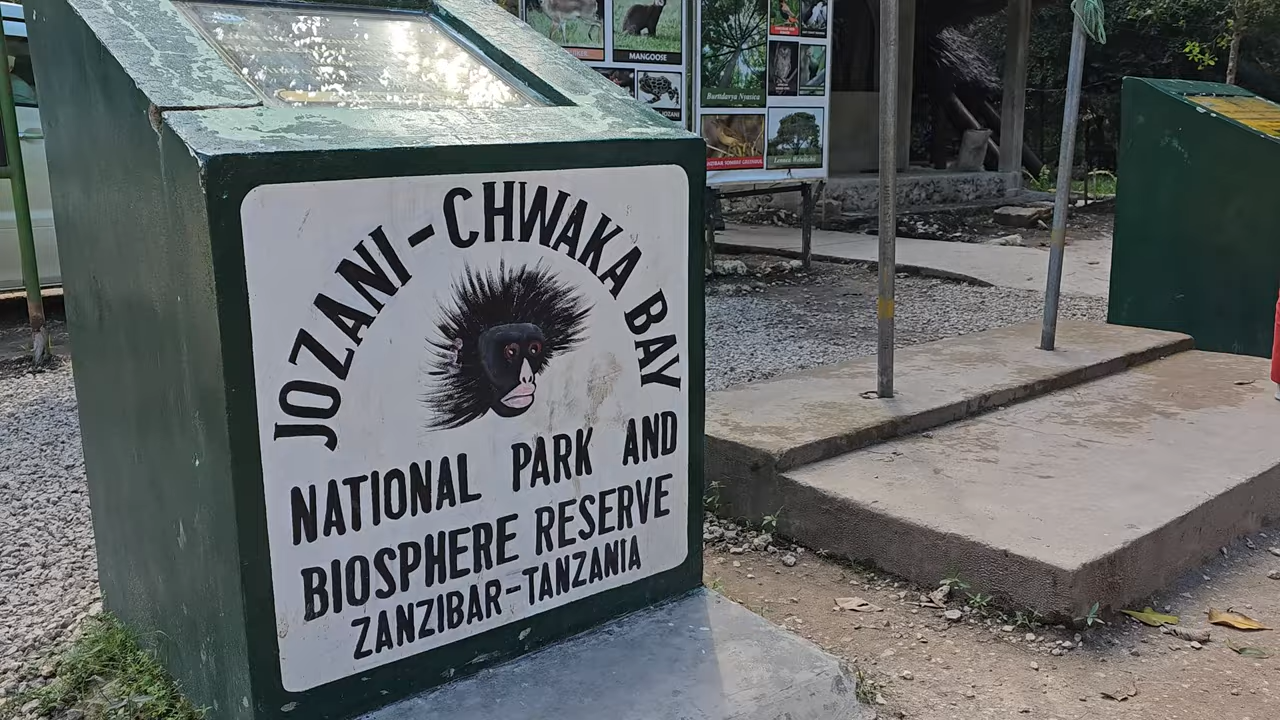 MANGOOSE
JOZANI-CHWAKA BAY
NATIONAL PARK AND
BIOSPHERE RESERVE
ZANZIBAR-TANZANIA